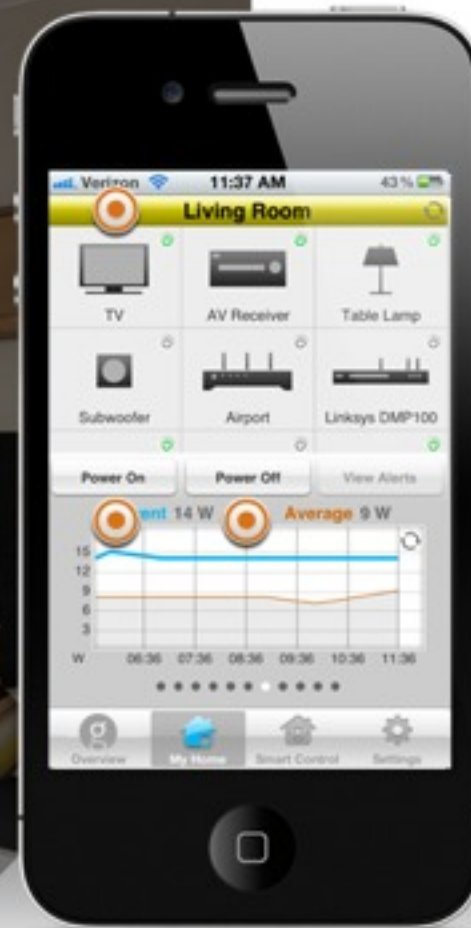 Verizon 11:37 AM 43%
Living Room
TV AV Receiver Table Lamp
Subwoofer Airport Linksys DMP100
Power On Power Off View Alerts
ent 14 W Average 9 W
15
12
9
6
3
W 06:36 07:36 08:36 09:36 10:36 11:36
Overview My Home Smart Control Settings